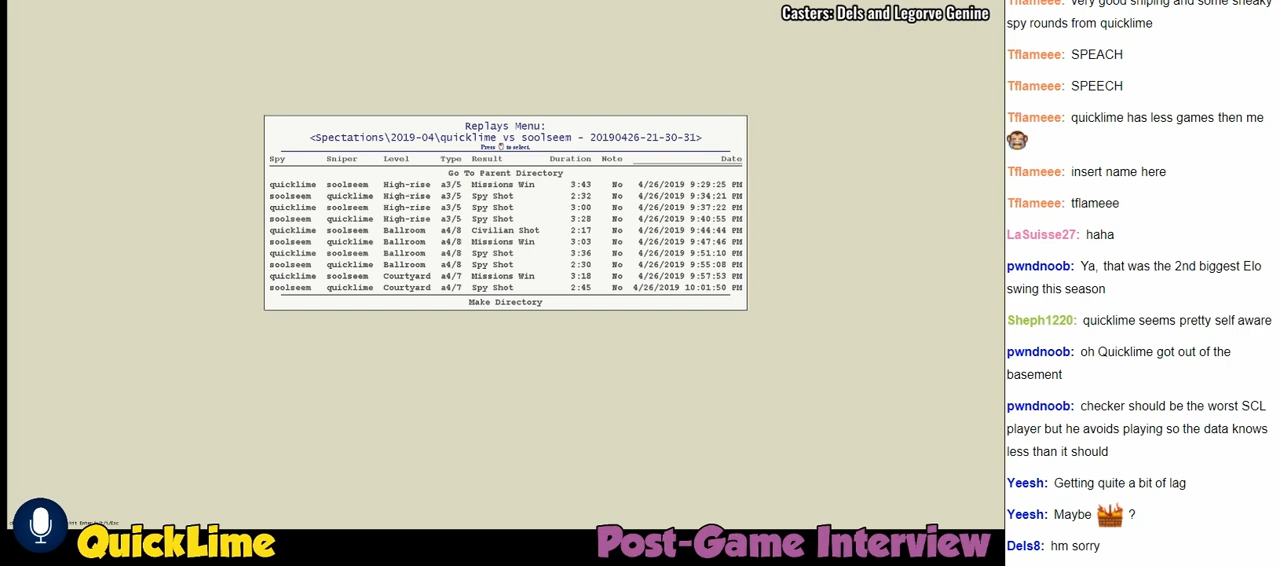 Casters: Dels and Legorve Genine
Replays Menu:
<Spectations\2019-04\quicklime vs soolseem - 20190426-21-30-31>
Press to select.
Spy Sniper Level Type Result Duration Note Date
Go To Parent Directory
quicklime soolseem High-rise a3/5 Missions Win 3:43 No 4/26/2019 9:29:25 PM
soolseem quicklime High-rise a3/5 Spy Shot 2:32 No 4/26/2019 9:34:21 PM
quicklime soolseem High-rise a3/5 Spy Shot 3:00 No 4/26/2019 9:37:22 PM
soolseem quicklime High-rise a3/5 Spy Shot 3:28 No 4/26/2019 9:40:55 PM
quicklime soolseem Ballroom a4/8 Civilian Shot 2:17 No 4/26/2019 9:44:44 PM
soolseem quicklime Ballroom a4/8 Missions Win 3:03 No 4/26/2019 9:47:46 PM
quicklime soolseem Ballroom a4/8 Spy Shot 3:36 No 4/26/2019 9:51:10 PM
soolseem quicklime Ballroom a4/8 Spy Shot 2:30 No 4/26/2019 9:55:08 PM
quicklime soolseem Courtyard a4/7 Missions Win 3:18 No 4/26/2019 9:57:53 PM
soolseem quicklime Courtyard a4/7 Spy Shot 2:45 No 4/26/2019 10:01:50 PM
Make Directory
QuickLime
Post-Game Interview
Tflameee: very good sniping and some sneaky
spy rounds from quicklime
Tflameee: SPEACH
Tflameee: SPEECH
Tflameee: quicklime has less games then me
Tflameee: insert name here
Tflameee: tflameee
LaSuisse27: haha
pwndnoob: Ya, that was the 2nd biggest Elo
swing this season
Sheph1220: quicklime seems pretty self aware
pwndnoob: oh Quicklime got out of the
basement
pwndnoob: checker should be the worst SCL
player but he avoids playing so the data knows
less than it should
Yeesh: Getting quite a bit of lag
Yeesh: Maybe ?
Dels8: hm sorry